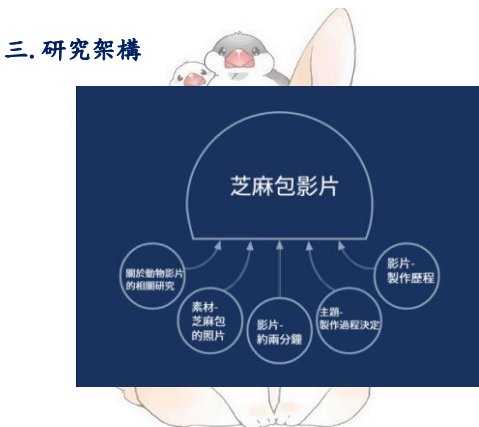 三.研究架構
芝麻包影片
關於動物影片
的相關研究
素材-
芝麻包
的照片
影片-
約兩分鐘
主題-
製作過程決定
影片-
製作歷程